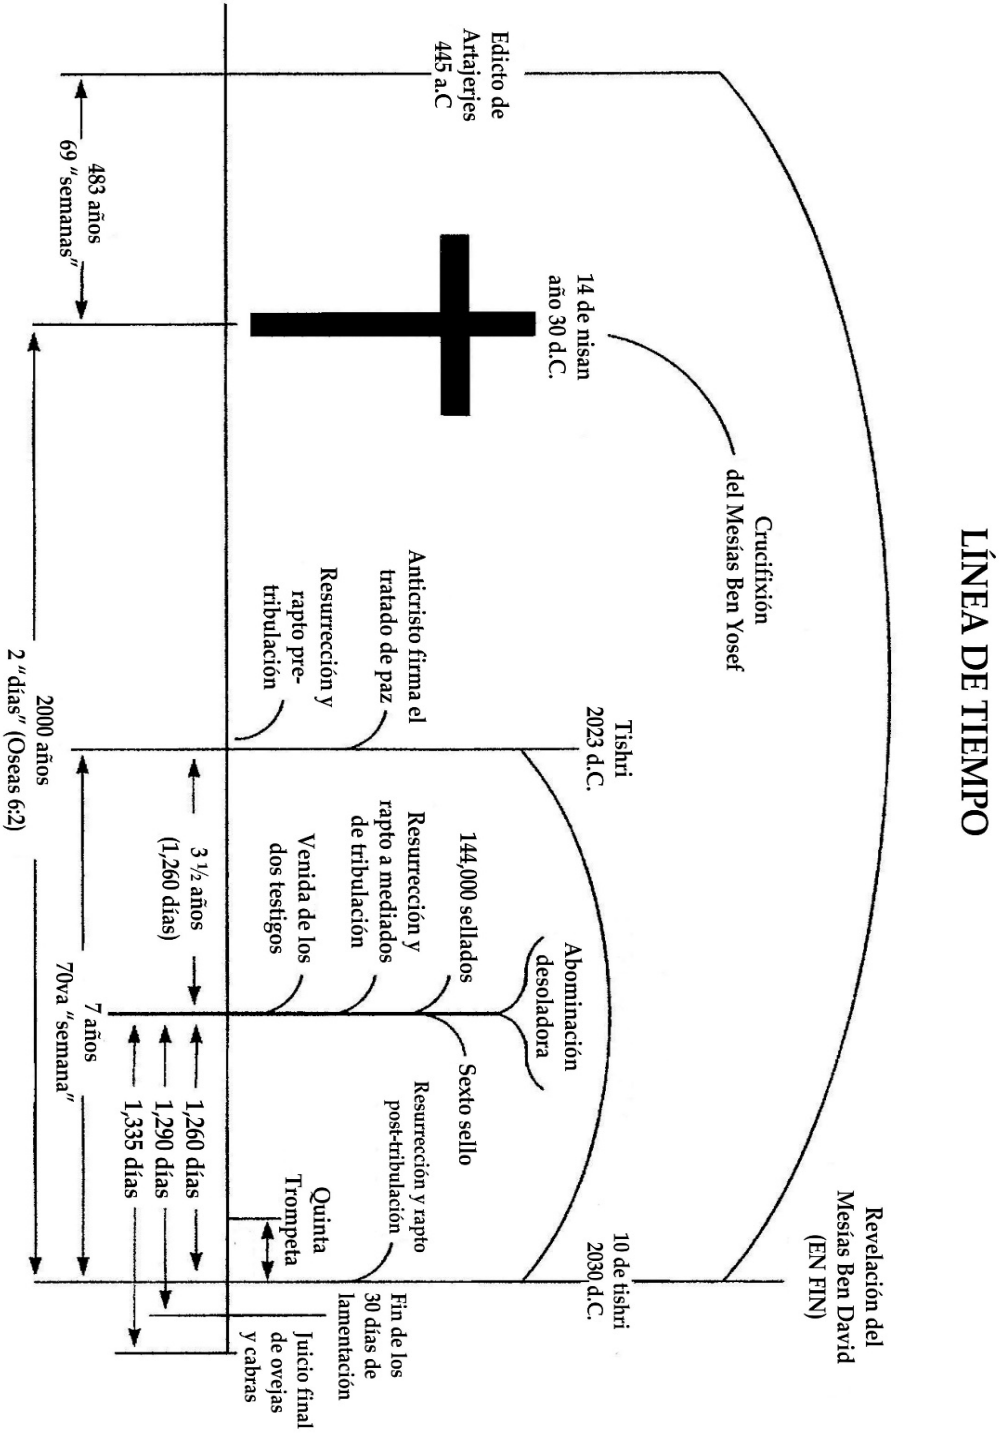 LÍNEA DE TIEMPO
Edicto de
Artajerjes
445 a.C
14 de nisan
año 30 d.C.
Crucifixión
del Mesías Ben Yosef
Revelación del
Mesías Ben David
(EN FIN)
Tishri
2023 d.C.
10 de tishri
2030 d.C.
Anticristo firma el
tratado de paz
Resurrección y
rapto pre-
tribulación
Abominación
desoladora
144,000 sellados
Sexto sello
Resurrección y
rapto a mediados
de tribulación
Venida de los
dos testigos
Resurrección y rapto
post-tribulación
Quinta
Trompeta
Fin de los
30 días de
lamentación
Juicio final
de ovejas
y cabras
483 años
69 "semanas"
3 ½ años
(1,260 días)
1,260 días
1,290 días
1,335 días
7 años
70va "semana"
2000 años
2 "días" (Oseas 6:2)